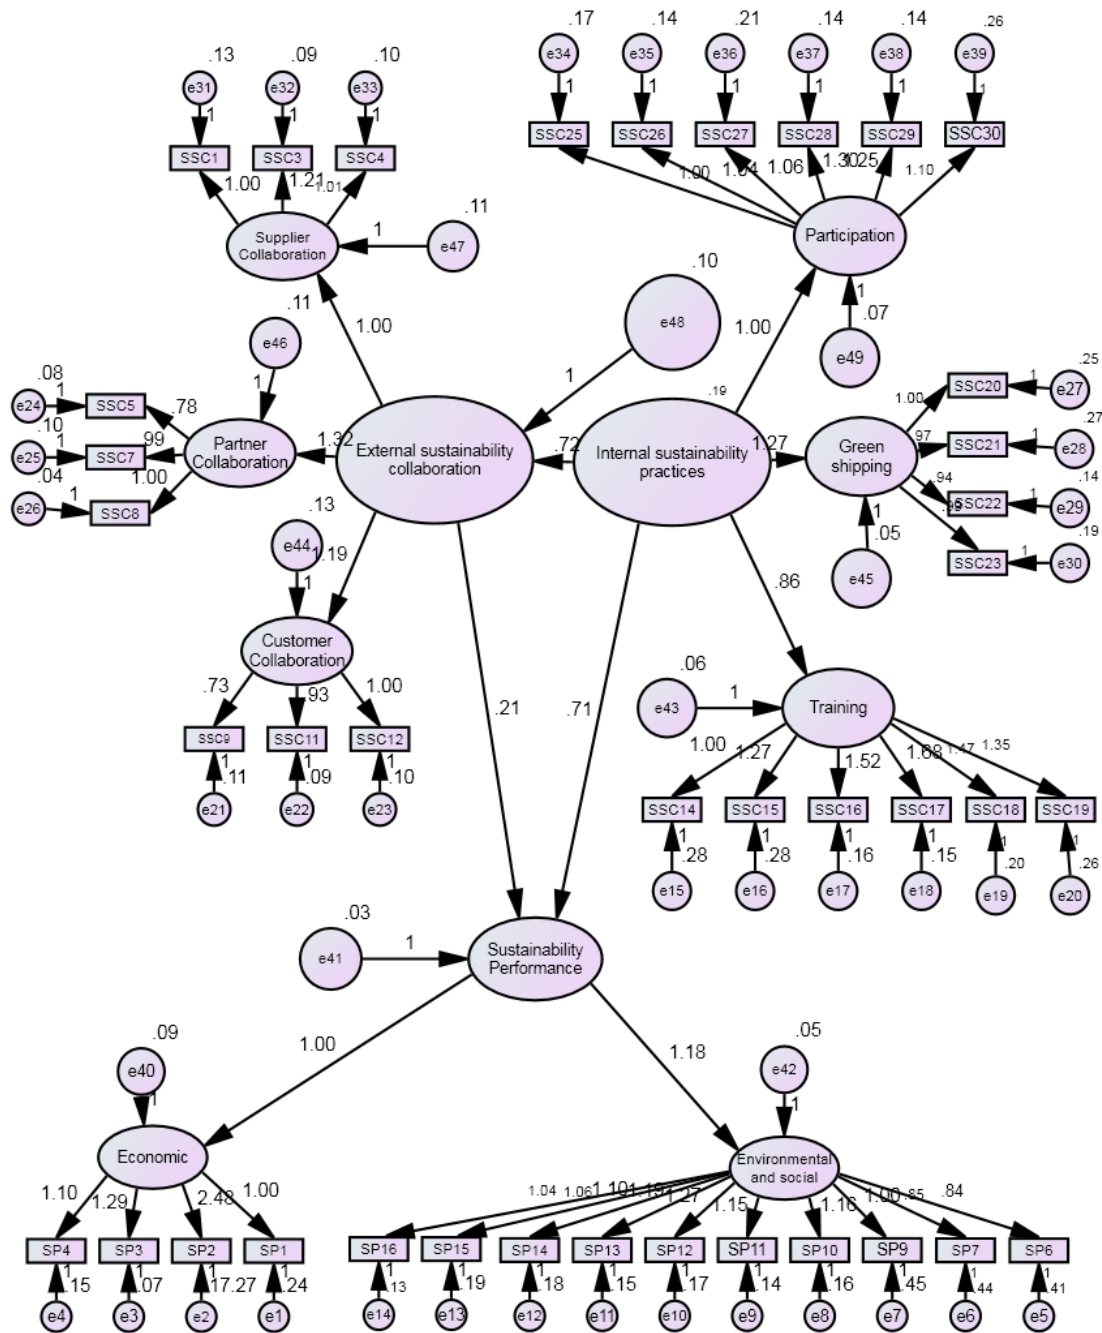 .17 .14 .21 .14 .14 .26
e34 e35 e36 e37 e38 e39
1 1 1 1 1 1
SSC25 SSC26 SSC27 SSC28 SSC29 SSC30
1.00 1.04 1.06 1.30 1.25 1.10
Participation
1
.07
e49
.13 .09 .10
e31 e32 e33
1 1 1
SSC1 SSC3 SSC4
1.00 1.21 1.01
Supplier
Collaboration
1
.11
e47
1.00
.10
e48
1
1.00
.11
e46
1
.08
e24 1 SSC5 .78
.10
e25 1 SSC7 .99
.04
e26 1 SSC8 1.00
Partner
Collaboration
1.32
External sustainability
collaboration
.72
.19
Internal sustainability
practices
1.27
Green
shipping
1.00 SSC20 1 e27 .25
.97 SSC21 1 e28 .27
.94 SSC22 1 e29 .14
SSC23 1 e30 .19
1
.05
e45
.13
e44
1.19
1
Customer
Collaboration
.73 .93 1.00
SSC9 SSC11 SSC12
1 1 1
.11 .09 .10
e21 e22 e23
.86
.06
e43
1
Training
1.00 1.27 1.52 1.68 1.47 1.35
SSC14 SSC15 SSC16 SSC17 SSC18 SSC19
1 1 1 1 1 1
.28 .28 .16 .15 .20 .26
e15 e16 e17 e18 e19 e20
.21 .71
.03
e41
1
Sustainability
Performance
1.00 1.18
.09
e40
1
Economic
1.10 1.29 2.48 1.00
SP4 SP3 SP2 SP1
1 1 1 1
.15 .07 17.27 .24
e4 e3 e2 e1
.05
e42
1
Environmental
and social
1.04 1.06 1.10 1.19 1.27 1.15 1.16 1.00 .85 .84
SP16 SP15 SP14 SP13 SP12 SP11 SP10 SP9 SP7 SP6
1 1 1 1 1 1 1 1 1 1
.13 .19 .18 .15 .17 .14 .16 .45 .44 .41
e14 e13 e12 e11 e10 e9 e8 e7 e6 e5